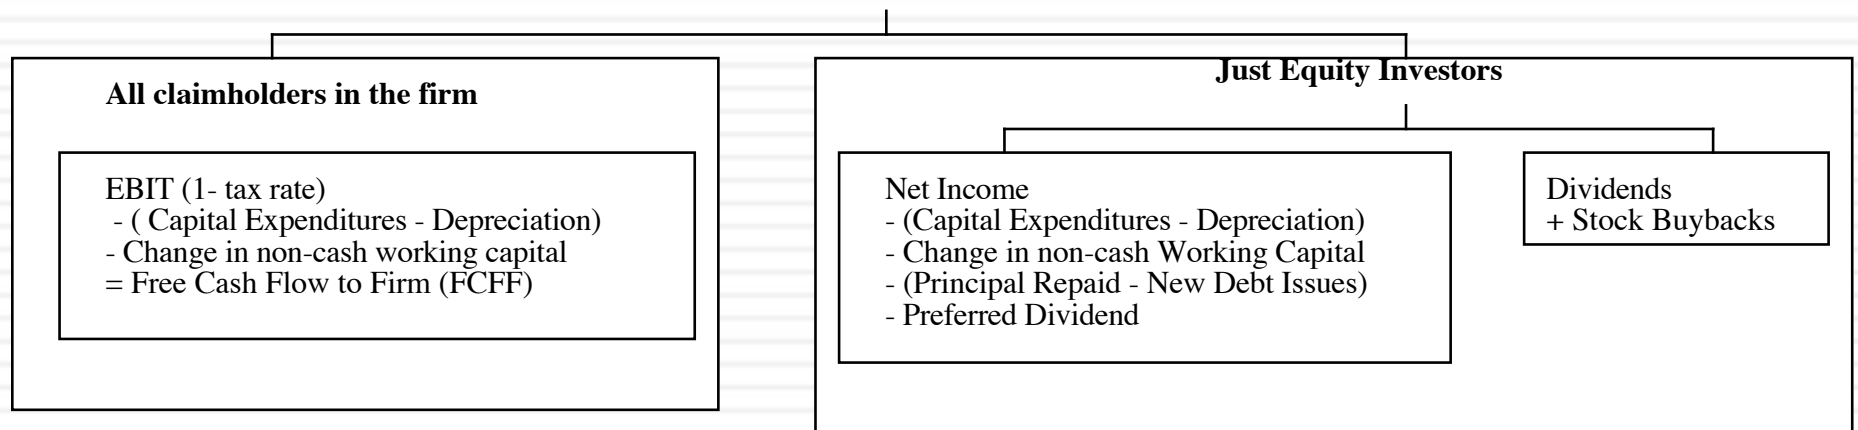 All claimholders in the firm
EBIT (1- tax rate)
- ( Capital Expenditures - Depreciation)
- Change in non-cash working capital
= Free Cash Flow to Firm (FCFF)
Just Equity Investors
Net Income
- (Capital Expenditures - Depreciation)
- Change in non-cash Working Capital
- (Principal Repaid - New Debt Issues)
- Preferred Dividend
Dividends
+ Stock Buybacks